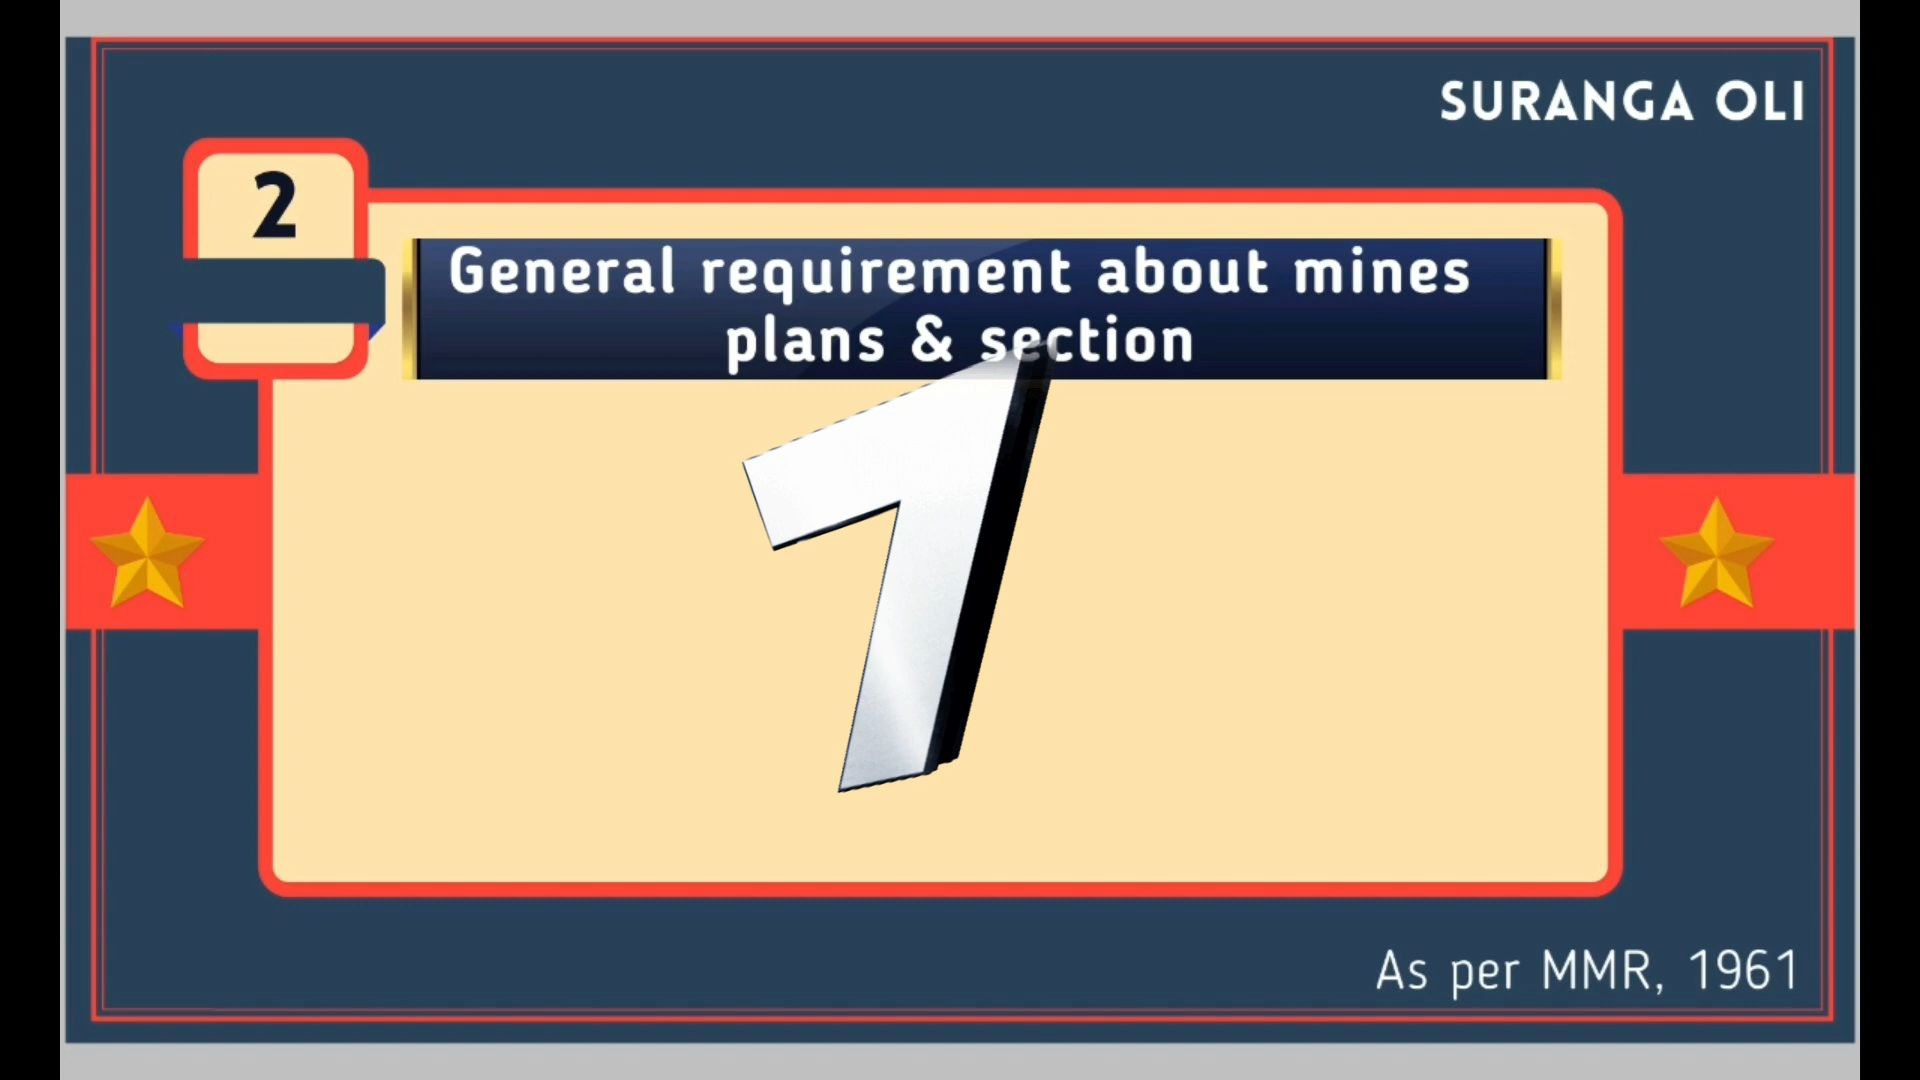 SURANGA OLI
2
General requirement about mines
plans & section
1
As per MMR, 1961